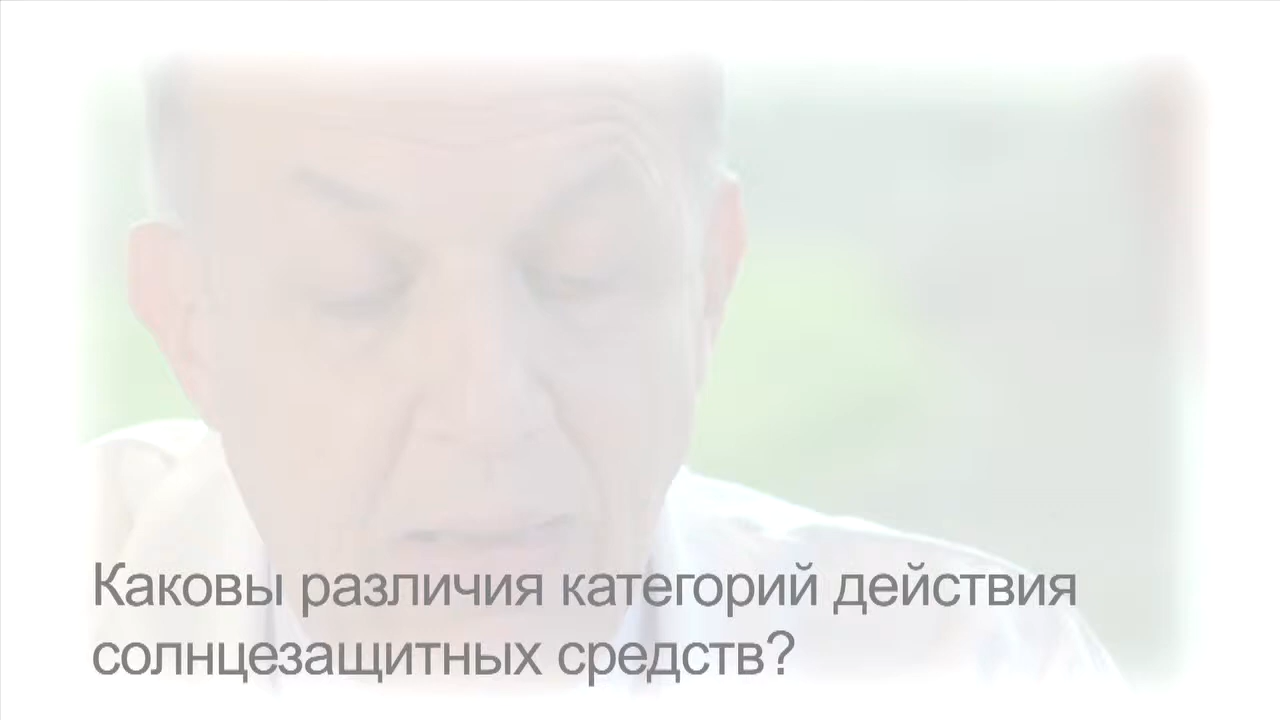 Каковы различия категорий действия
солнцезащитных средств?